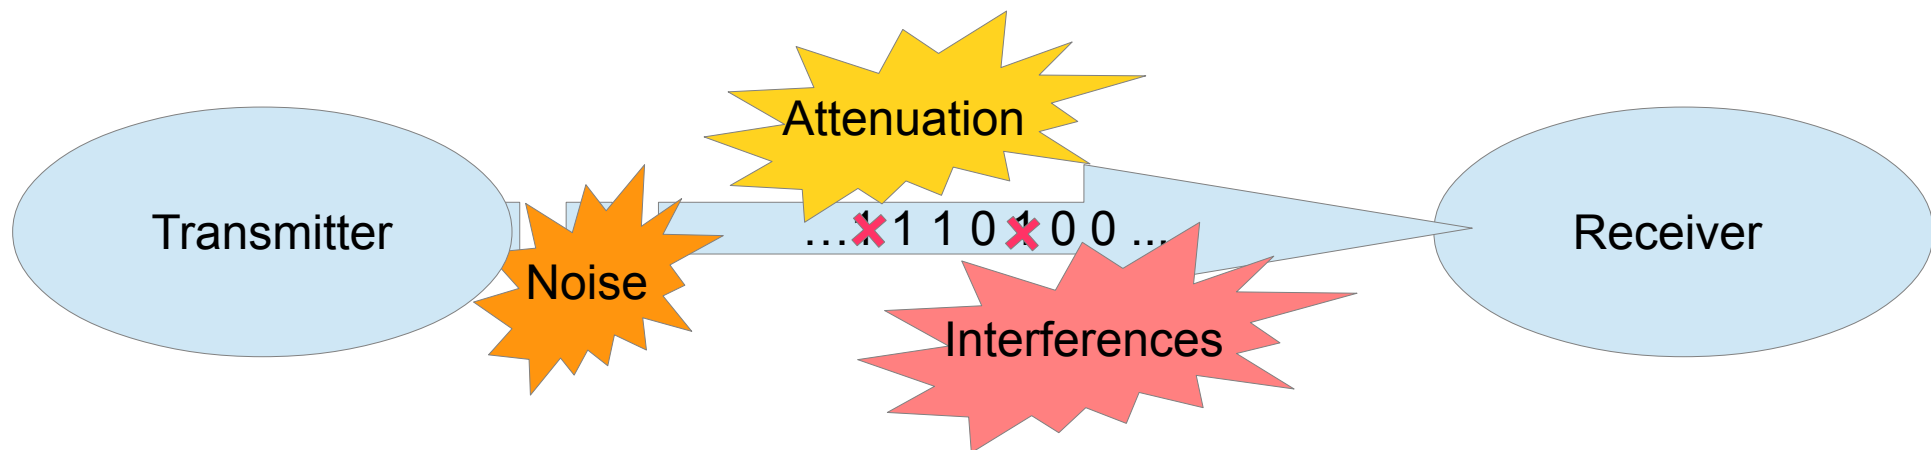 Attenuation
Transmitter
...1 1 1 0 1 0 0 ...
Receiver
Noise
Interferences